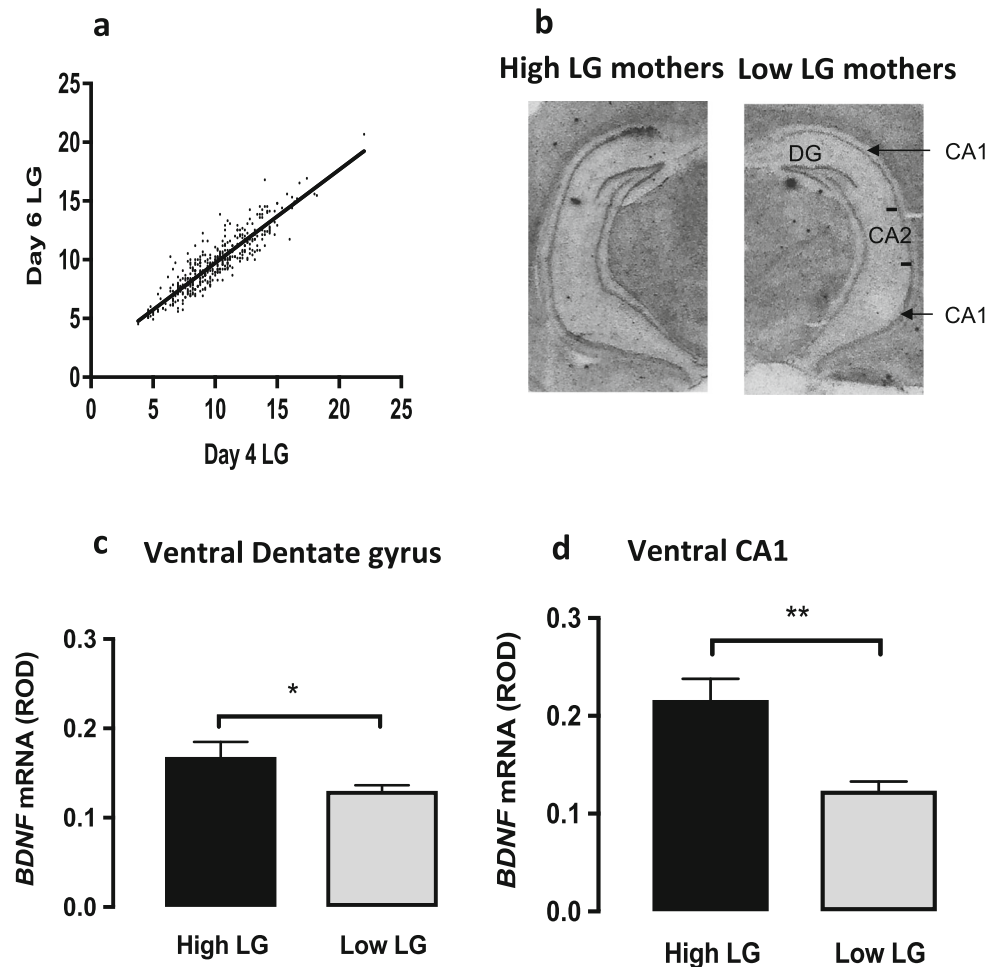 a
25
20
15
10
5
0
Day 6 LG
0 5 10 15 20 25
Day 4 LG
b
High LG mothers Low LG mothers
DG
CA1
CA2
CA1
c Ventral Dentate gyrus
0.3
0.2
0.1
0.0
BDNF mRNA (ROD)
*
High LG Low LG
d Ventral CA1
0.3
0.2
0.1
0.0
BDNF mRNA (ROD)
**
High LG Low LG